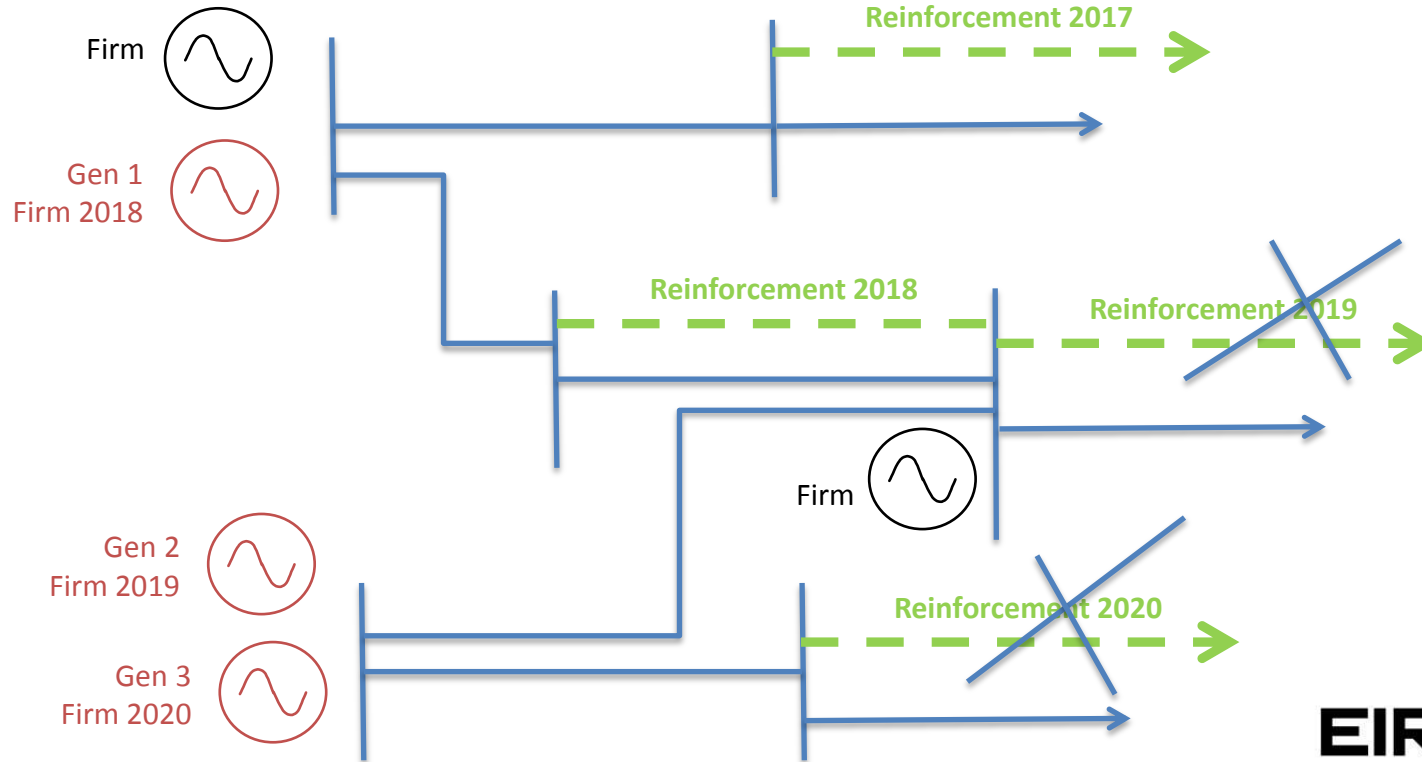 Reinforcement 2017
Firm
Gen 1
Firm 2018
Reinforcement 2018
Reinforcement 2019
Firm
Gen 2
Firm 2019
Reinforcement 2020
Gen 3
Firm 2020
EIR